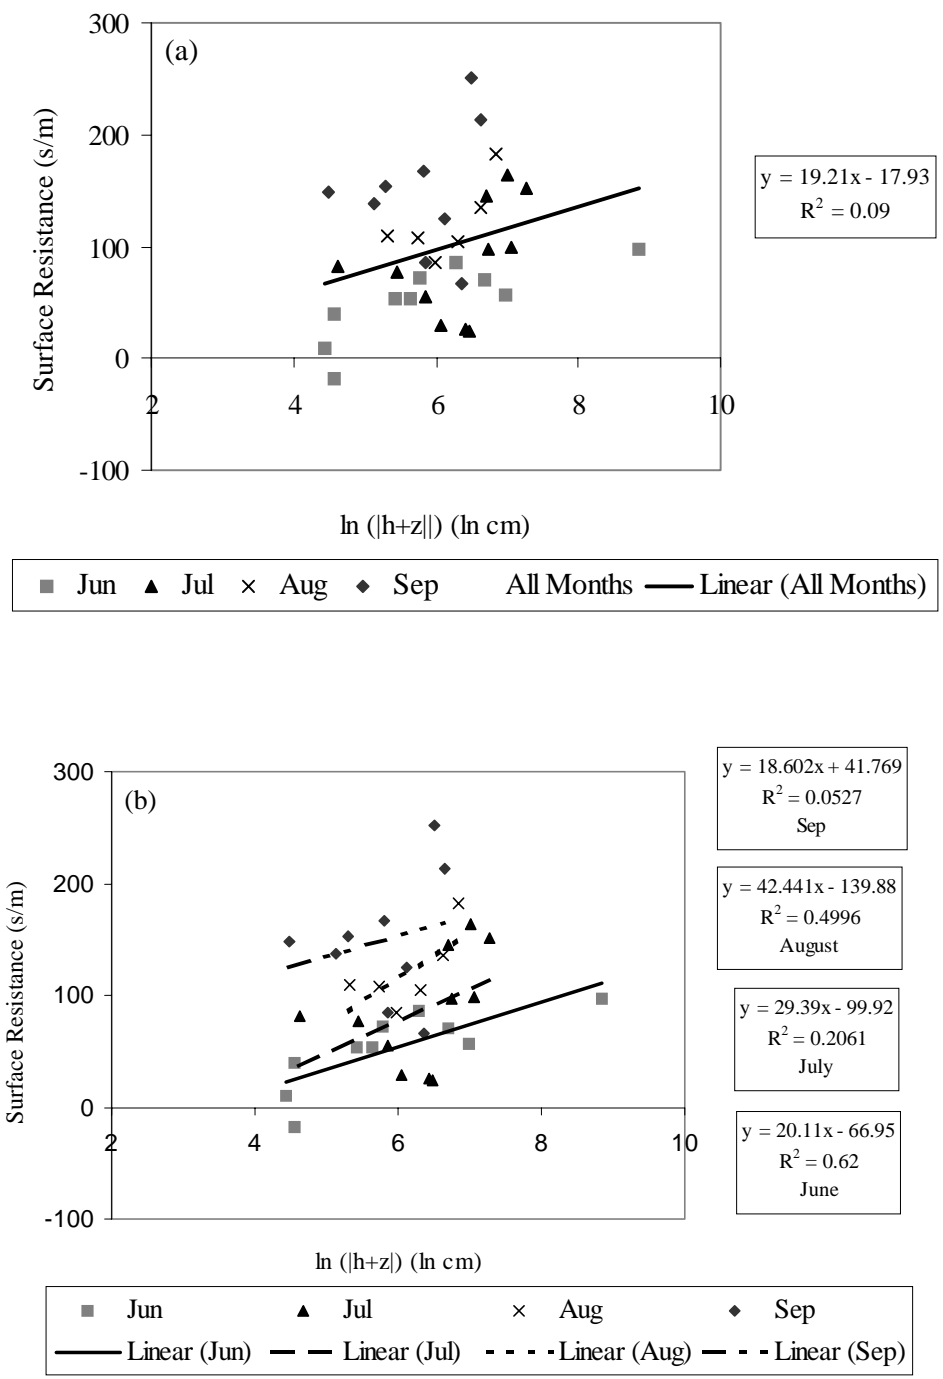 300
(a)
200
100
0
-100
2
4
6
8
10
Surface Resistance (s/m)
ln (|h+z||) (ln cm)
y = 19.21x - 17.93
R² = 0.09
Jun Jul Aug Sep All Months Linear (All Months)
300
(b)
200
100
0
-100
2
4
6
8
10
Surface Resistance (s/m)
ln (|h+z|) (ln cm)
y = 18.602x + 41.769
R² = 0.0527
Sep
y = 42.441x - 139.88
R² = 0.4996
August
y = 29.39x - 99.92
R² = 0.2061
July
y = 20.11x - 66.95
R² = 0.62
June
Jun Jul Aug Sep
Linear (Jun) Linear (Jul) Linear (Aug) Linear (Sep)